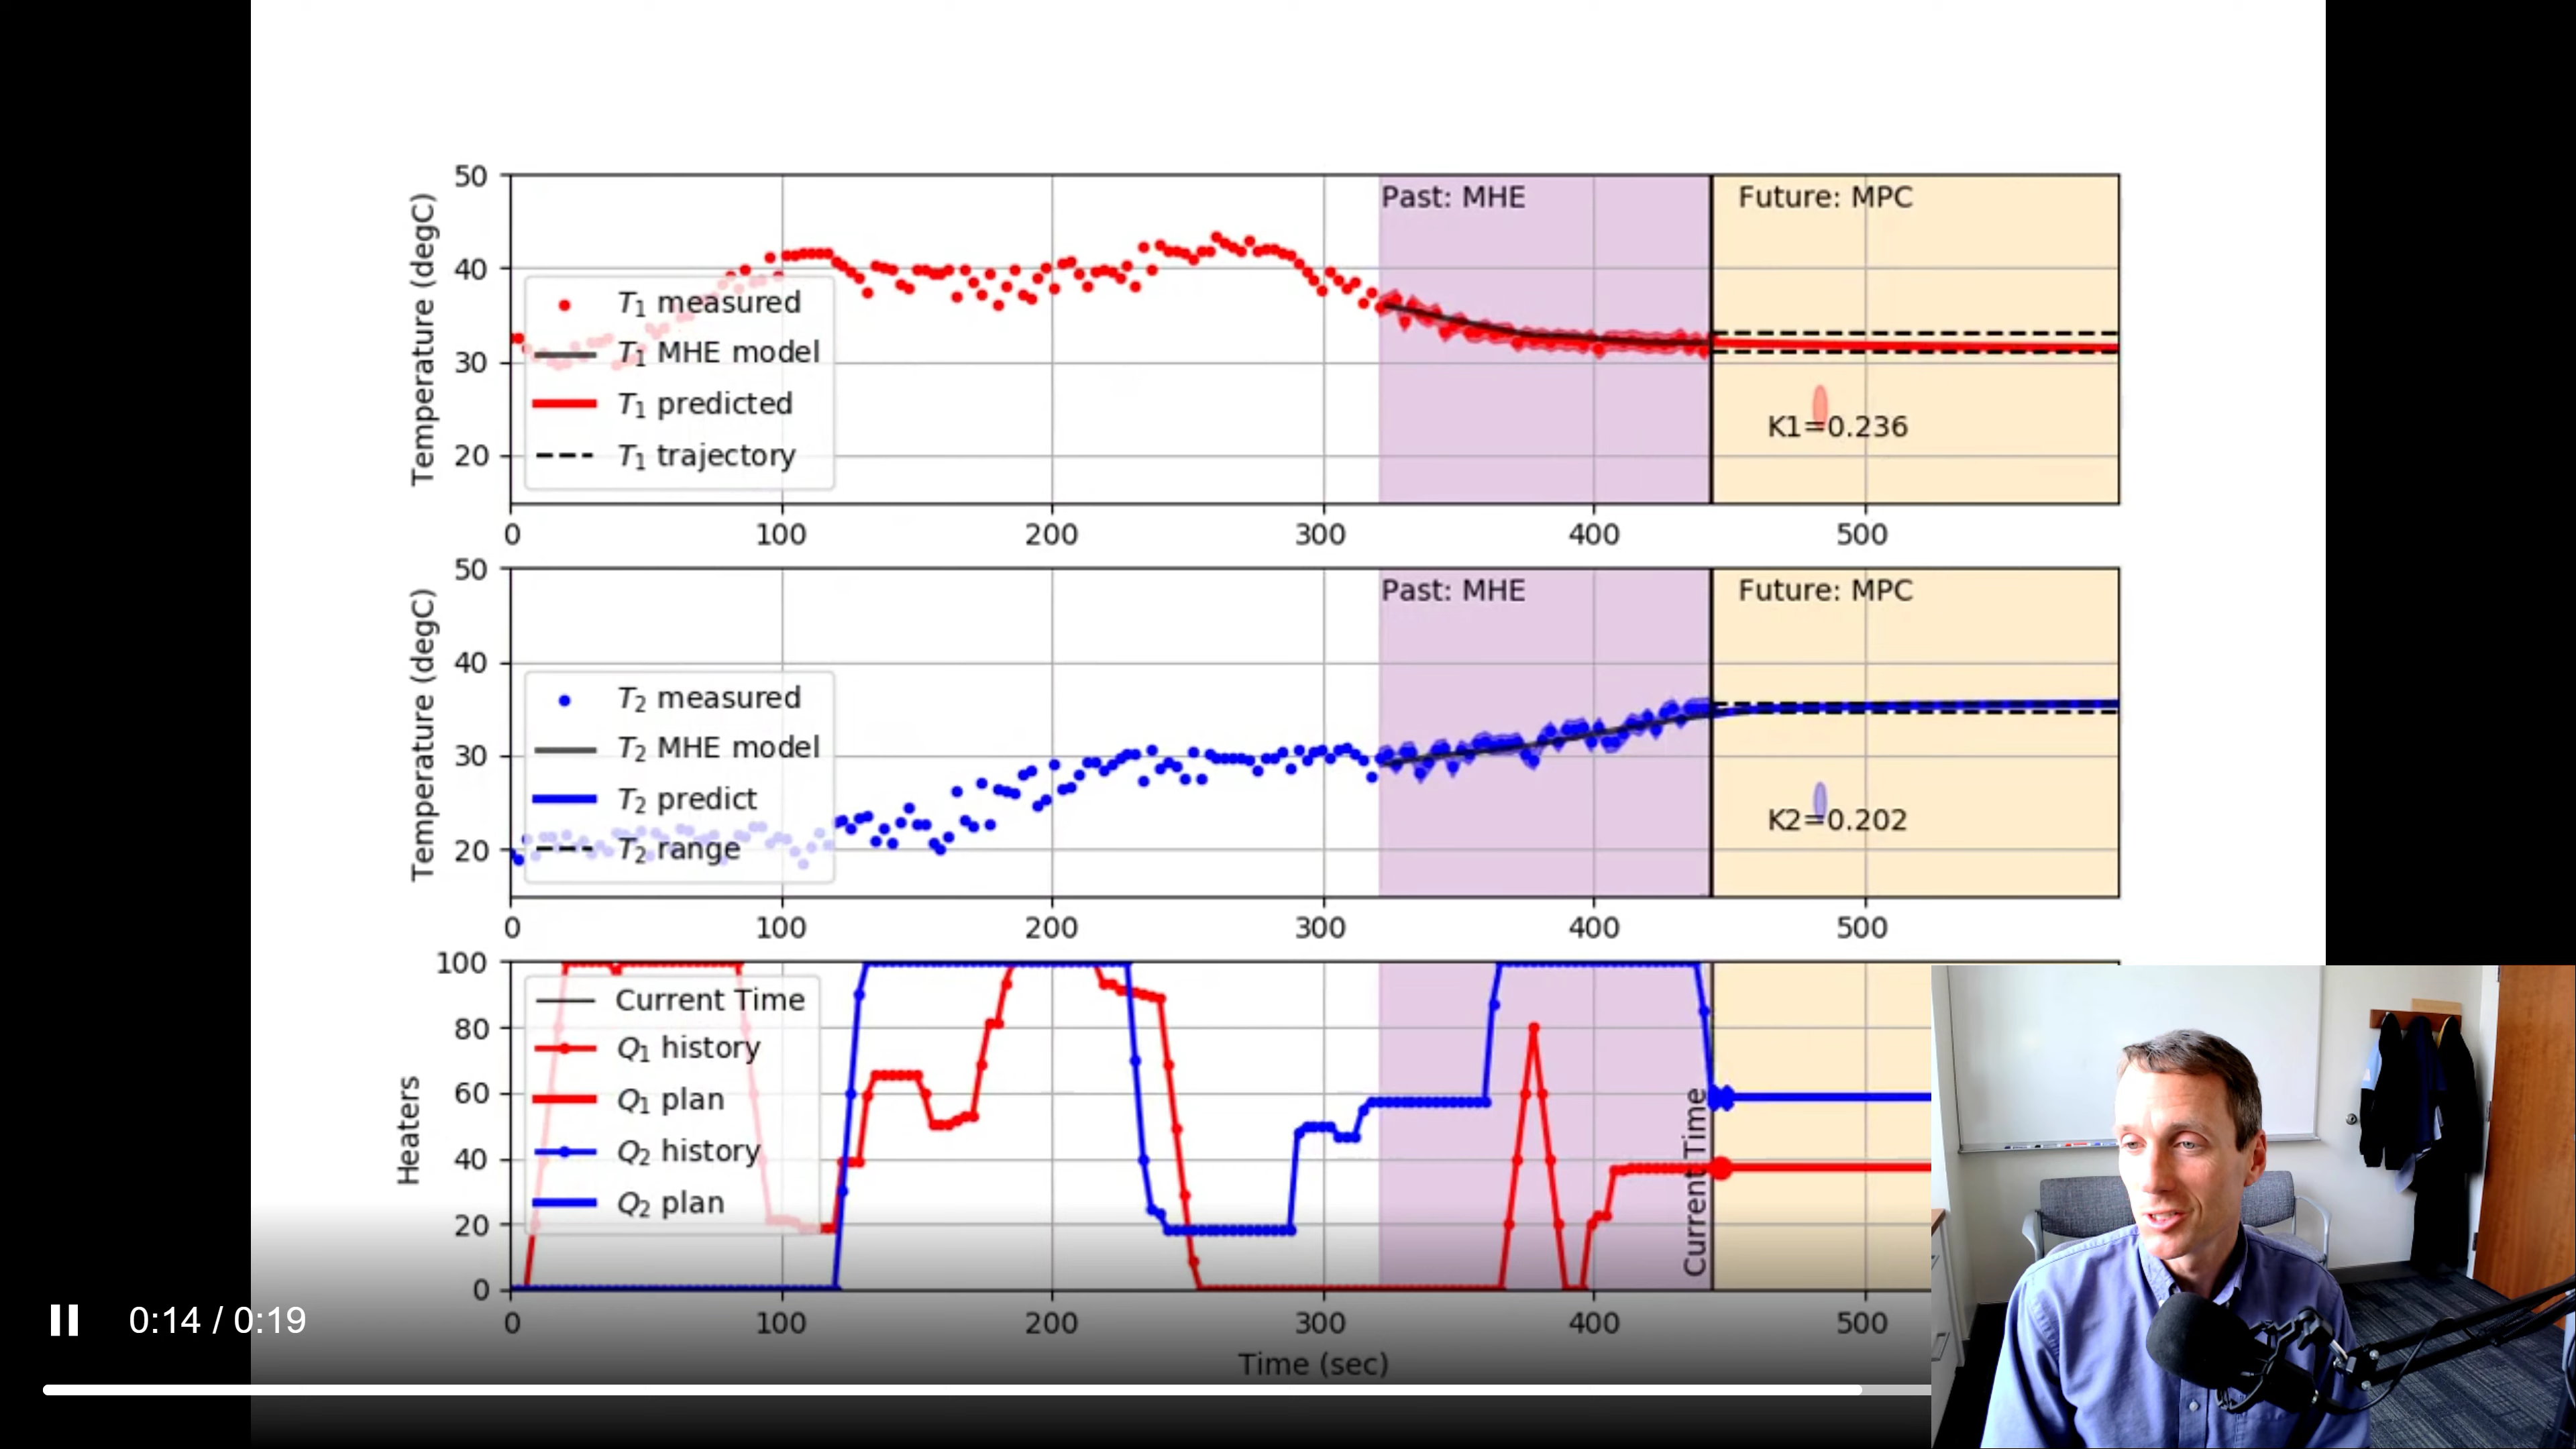 50
40
30
20
Temperature (degC)
Past: MHE
Future: MPC
T1 measured
T1 MHE model
T1 predicted
T1 trajectory
K1=0.236
0 100 200 300 400 500
50
40
30
20
Temperature (degC)
Past: MHE
Future: MPC
T2 measured
T2 MHE model
T2 predict
T2 range
K2=0.202
0 100 200 300 400 500
100
80
60
40
20
0
Heaters
Current Time
Q1 history
Q1 plan
Q2 history
Q2 plan
Current Time
0 100 200 300 400 500
Time (sec)
0:14 / 0:19